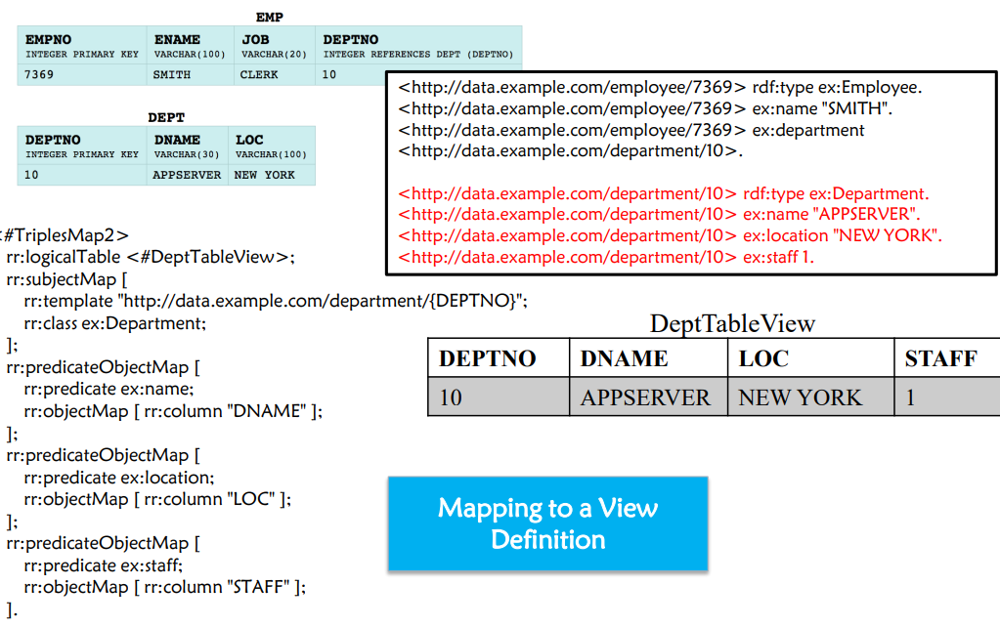 EMP
EMPNO ENAME JOB DEPTNO
INTEGER PRIMARY KEY VARCHAR(100) VARCHAR(20) INTEGER REFERENCES DEPT (DEPTNO)
7369 SMITH CLERK 10
<http://data.example.com/employee/7369> rdf:type ex:Employee.
<http://data.example.com/employee/7369> ex:name "SMITH".
<http://data.example.com/employee/7369> ex:department
<http://data.example.com/department/10>.
<http://data.example.com/department/10> rdf:type ex:Department.
<http://data.example.com/department/10> ex:name "APPSERVER".
<http://data.example.com/department/10> ex:location "NEW YORK".
<http://data.example.com/department/10> ex:staff 1.
DEPT
DEPTNO DNAME LOC
INTEGER PRIMARY KEY VARCHAR(30) VARCHAR(100)
10 APPSERVER NEW YORK
<#TriplesMap2>
rr:logicalTable <#DeptTableView>;
rr:subjectMap [
rr:template "http://data.example.com/department/{DEPTNO}";
rr:class ex:Department;
];
rr:predicateObjectMap [
rr:predicate ex:name;
rr:objectMap [ rr:column "DNAME" ];
];
rr:predicateObjectMap [
rr:predicate ex:location;
rr:objectMap [ rr:column "LOC" ];
];
rr:predicateObjectMap [
rr:predicate ex:staff;
rr:objectMap [ rr:column "STAFF" ];
].
DeptTableView
DEPTNO DNAME LOC STAFF
10 APPSERVER NEW YORK 1
Mapping to a View
Definition